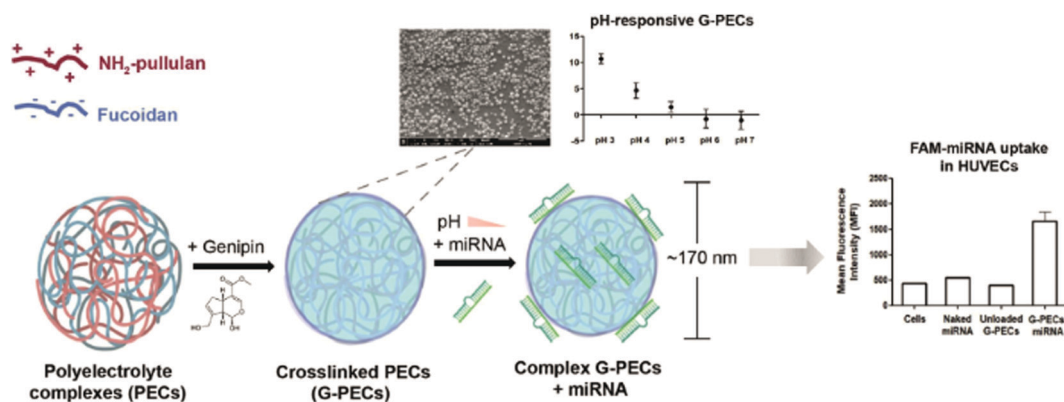 NH₂-pullulan
Fucoidan
pH-responsive G-PECs
15
10
5
0
-5
pH 3
pH 4
pH 5
pH 6
pH 7
+ Genipin
HO
OH
O
O
O
pH
+ miRNA
~170 nm
FAM-miRNA uptake
in HUVECs
Mean Fluorescence
Intensity (MFI)
2500
2000
1500
1000
500
0
Cells
Naked
miRNA
Unloaded
G-PECs
G-PECs
miRNA
Polyelectrolyte
complexes (PECs)
Crosslinked PECs
(G-PECs)
Complex G-PECs
+ miRNA